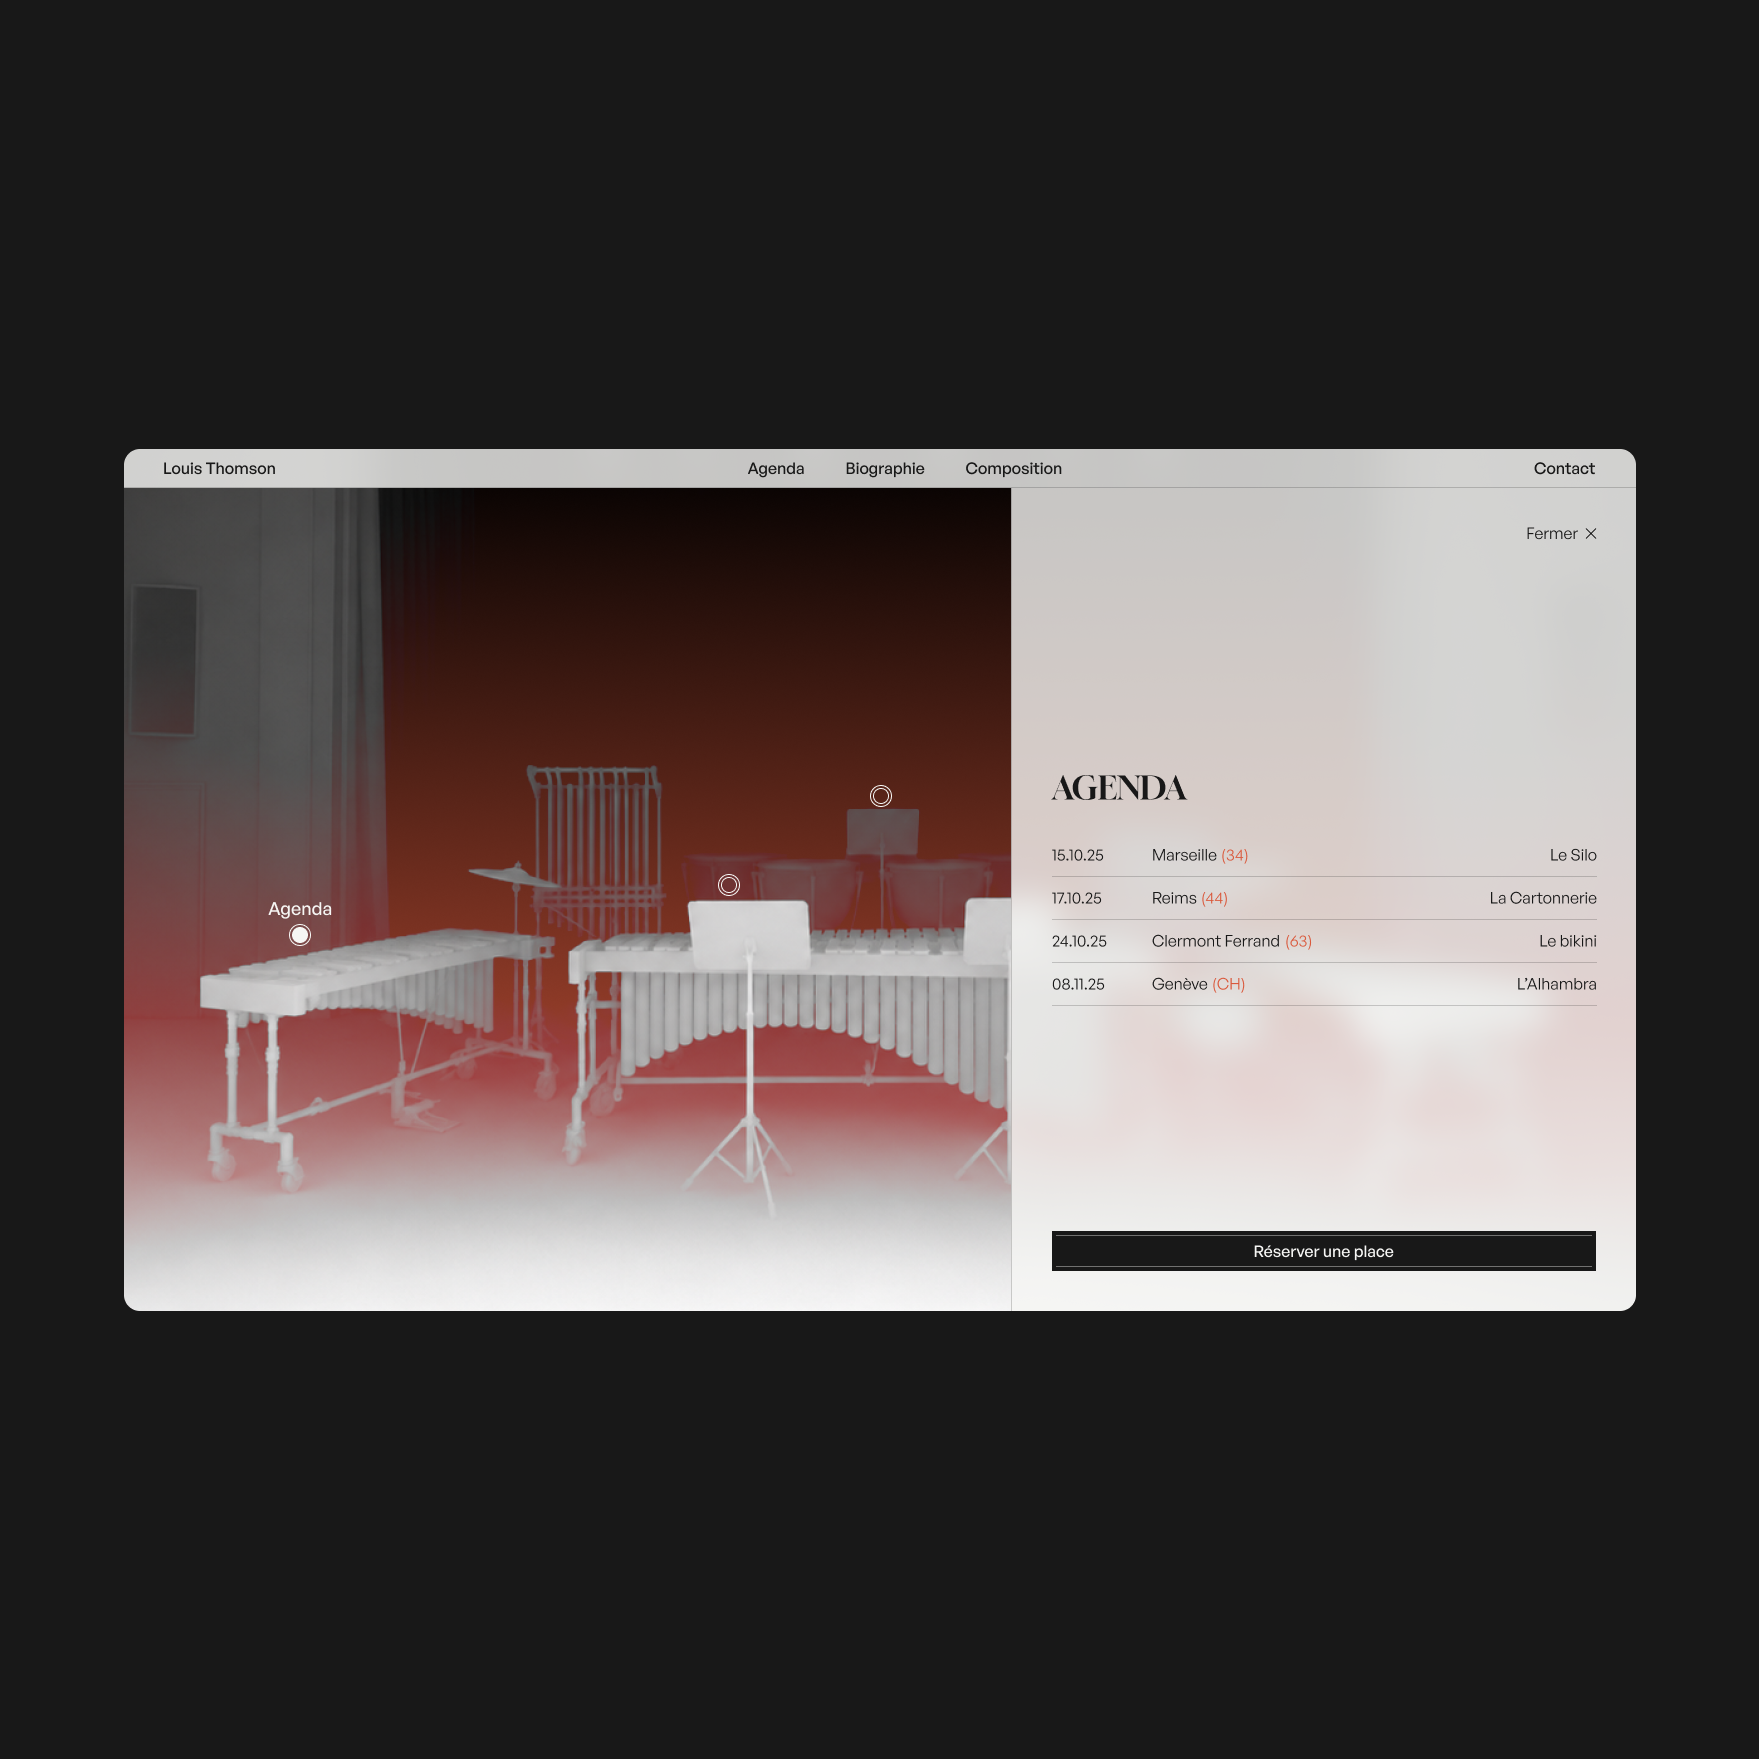 Louis Thomson Agenda Biographie Composition Contact
Fermer
Agenda
AGENDA
15.10.25 Marseille (34) Le Silo
17.10.25 Reims (44) La Cartonnerie
24.10.25 Clermont Ferrand (63) Le bikini
08.11.25 Genève (CH) L’Alhambra
Réserver une place